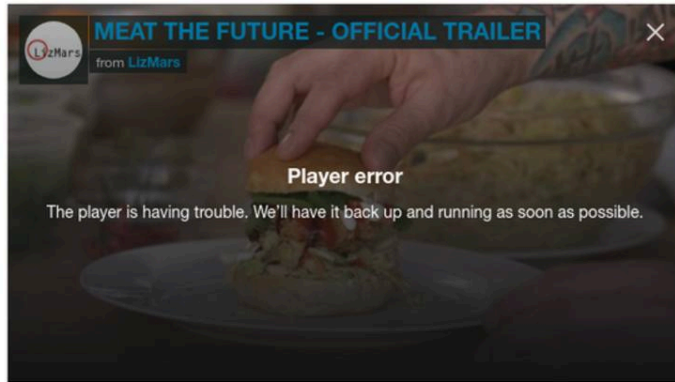 MEAT THE FUTURE - OFFICIAL TRAILER
LizMars
from LizMars
Player error
The player is having trouble. We'll have it back up and running as soon as possible.